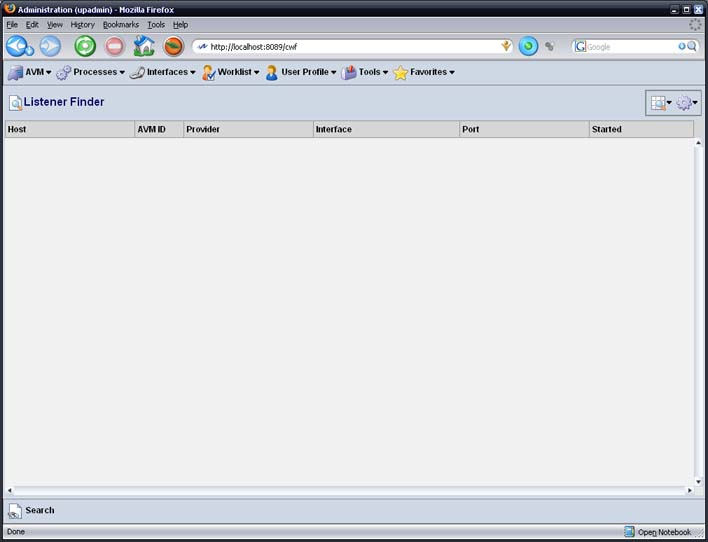 Administration (upadmin) - Mozilla Firefox
File Edit View History Bookmarks Tools Help
http://localhost:8089/cwf Google
AVM Processes Interfaces Worklist User Profile Tools Favorites
Listener Finder
Host AVM ID Provider Interface Port Started
Search
Done Open Notebook